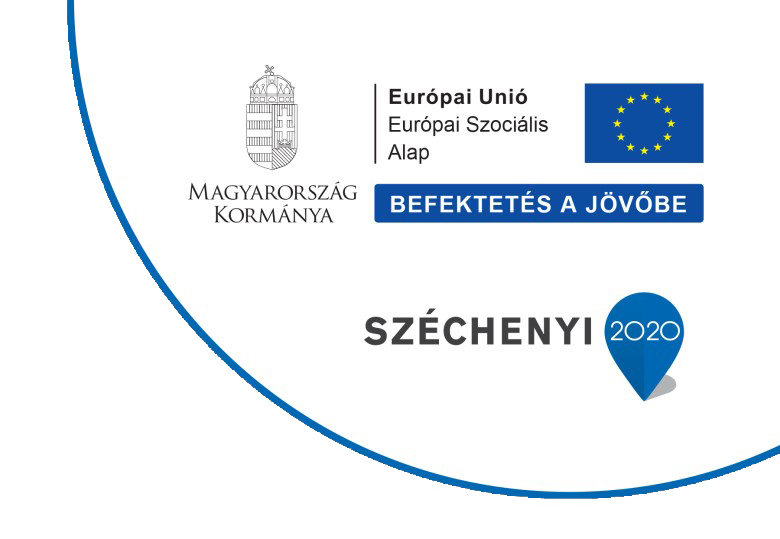 Európai Unió
Európai Szociális
Alap
MAGYARORSZÁG
KORMÁNYA
BEFEKTETÉS A JÖVŐBE
SZÉCHENYI 2020